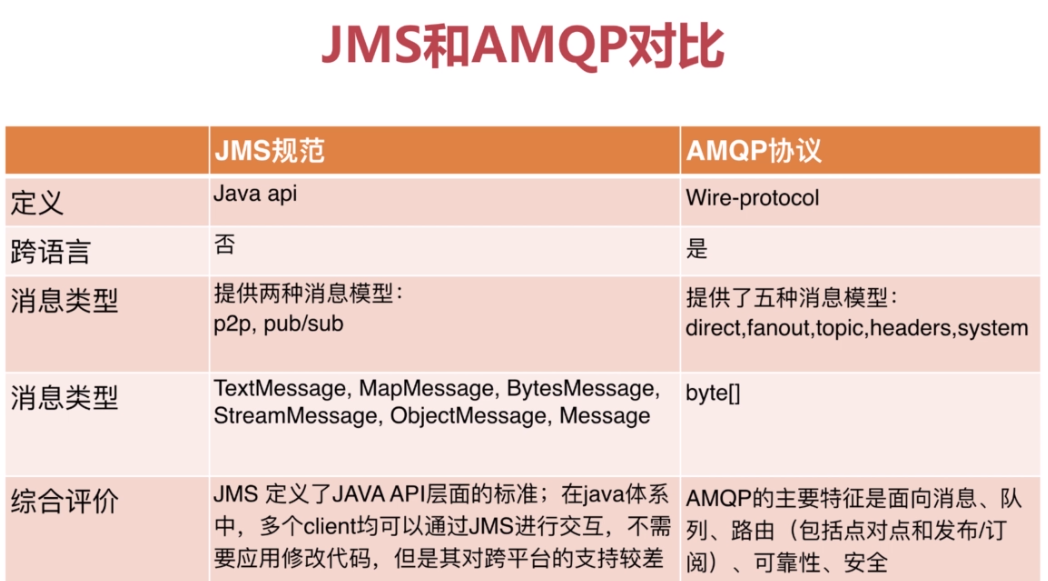 JMS和AMQP对比
JMS规范
AMQP协议
定义
Java api
Wire-protocol
跨语言
否
是
消息类型
提供两种消息模型：
p2p, pub/sub
提供了五种消息模型：
direct,fanout,topic,headers,system
消息类型
TextMessage, MapMessage, BytesMessage,
StreamMessage, ObjectMessage, Message
byte[]
综合评价
JMS 定义了JAVA API层面的标准；在java体系
中，多个client均可以通过JMS进行交互，不需
要应用修改代码，但是其对跨平台的支持较差
AMQP的主要特征是面向消息、队
列、路由（包括点对点和发布/订
阅）、可靠性、安全